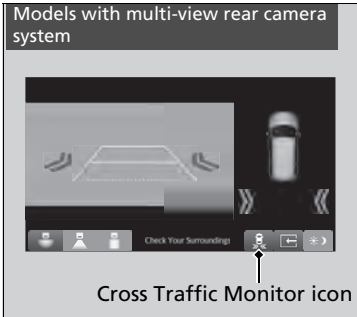 Models with multi-view rear camera
system
Check Your Surroundings
Cross Traffic Monitor icon